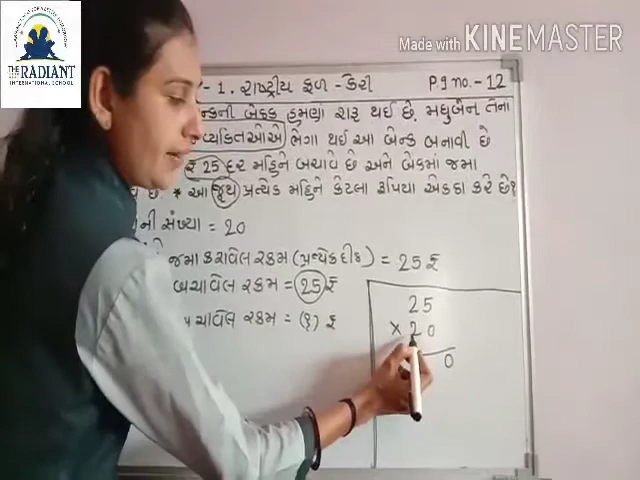 Made with KINEMASTER
THE RADIANT
INTERNATIONAL SCHOOL
- 1. રાષ્ટ્રીય ફળ - કેરી P.g no. - 12
બેઠક હમણાં શરૂ થઈ છે. મધુબેન તેના
વ્યકિતઓએ ભેગા થઈ આ બેન્ક બનાવી છે
₹ 25 દર મહિને બચાવે છે અને બેંકમાં જમા
છે. * આ જૂથ પ્રત્યેક મહિને કેટલા રૂપિયા એકઠા કરે છે?
ની સંખ્યા = 20
જમા કરાવેલ રકમ (પ્રત્યેક દીઠ) = 25 ₹
બચાવેલ રકમ = 25 ₹
બચાવેલ રકમ = (?) ₹
25
× 20
0